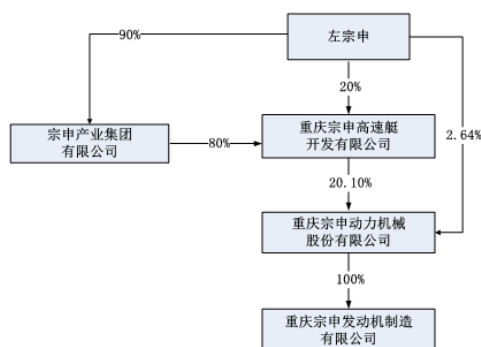 90%
左宗申
20%
宗申产业集团
有限公司
80%
重庆宗申高速艇
开发有限公司
2.64%
20.10%
重庆宗申动力机械
股份有限公司
100%
重庆宗申发动机制造
有限公司